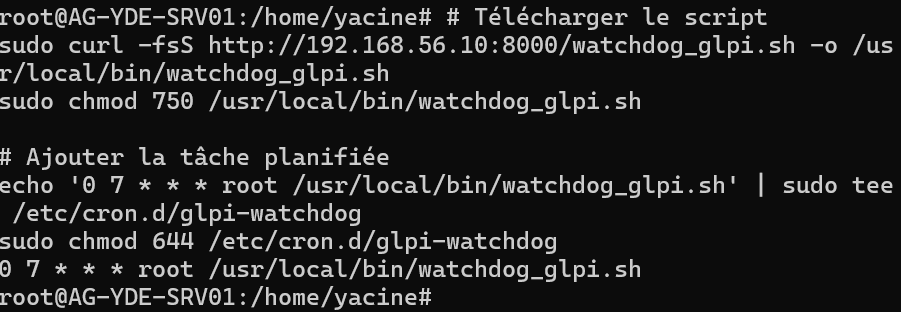 root@AG-YDE-SRV01:/home/yacine# # Télécharger le script
sudo curl -fsS http://192.168.56.10:8000/watchdog_glpi.sh -o /us
r/local/bin/watchdog_glpi.sh
sudo chmod 750 /usr/local/bin/watchdog_glpi.sh

# Ajouter la tâche planifiée
echo '0 7 * * * root /usr/local/bin/watchdog_glpi.sh' | sudo tee
 /etc/cron.d/glpi-watchdog
sudo chmod 644 /etc/cron.d/glpi-watchdog
0 7 * * * root /usr/local/bin/watchdog_glpi.sh
root@AG-YDE-SRV01:/home/yacine#